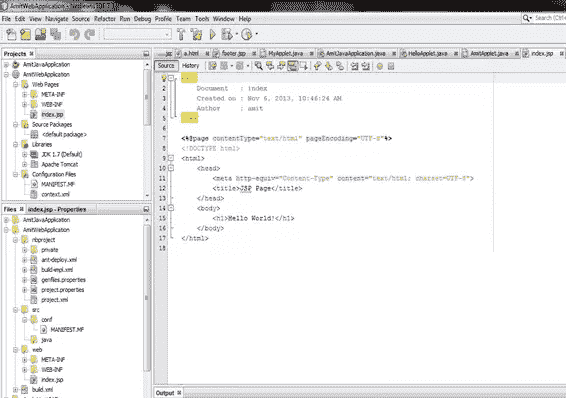 AmitWebApplication - NetBeans IDE 7.3.1
File Edit View Navigate Source Refactor Run Debug Profile Team Tools Window Help
Search (Ctrl+I)
Projects
AmitJavaApplication
AmitWebApplication
Web Pages
META-INF
WEB-INF
index.jsp
Source Packages
<default package>
Libraries
JDK 1.7 (Default)
Apache Tomcat
Configuration Files
MANIFEST.MF
context.xml
Files index.jsp - Properties
AmitJavaApplication
AmitWebApplication
nbproject
private
ant-deploy.xml
build-impl.xml
genfiles.properties
project.properties
project.xml
src
conf
MANIFEST.MF
java
web
META-INF
WEB-INF
index.jsp
build.xml
...jsp a.html footer.jsp MyApplet.java AmitJavaApplication.java HelloApplet.java AmitApplet.java index.jsp
Source History
2 Document : index
3 Created on : Nov 6, 2013, 10:46:24 AM
4 Author : amit
5
6
7 <%@page contentType="text/html" pageEncoding="UTF-8"%>
8 <!DOCTYPE html>
9 <html>
10 <head>
11 <meta http-equiv="Content-Type" content="text/html; charset=UTF-8">
12 <title>JSP Page</title>
13 </head>
14 <body>
15 <h1>Hello World!</h1>
16 </body>
17 </html>
18
Output